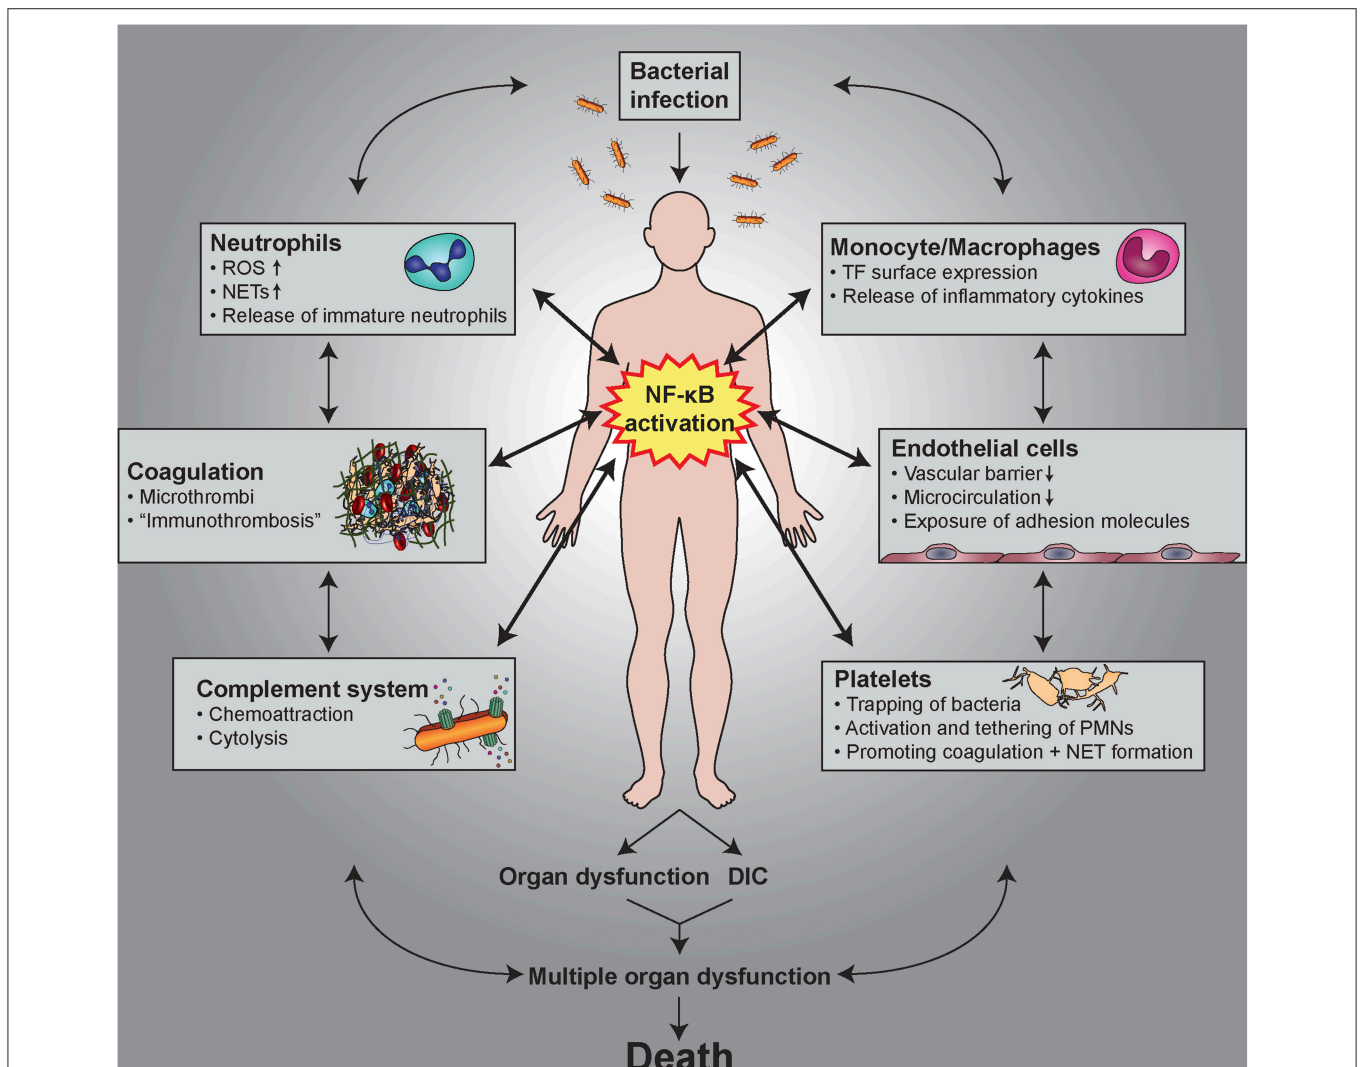 Bacterial
infection
Neutrophils
• ROS ↑
• NETs ↑
• Release of immature neutrophils
Monocyte/Macrophages
• TF surface expression
• Release of inflammatory cytokines
NF-κB
activation
Coagulation
• Microthrombi
• “Immunothrombosis”
Endothelial cells
• Vascular barrier ↓
• Microcirculation ↓
• Exposure of adhesion molecules
Complement system
• Chemoattraction
• Cytolysis
Platelets
• Trapping of bacteria
• Activation and tethering of PMNs
• Promoting coagulation + NET formation
Organ dysfunction DIC
Multiple organ dysfunction
Death